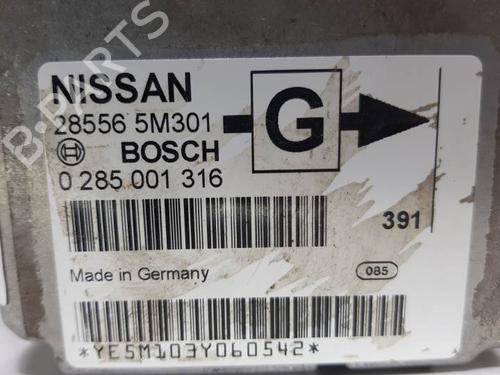 B-PARTS
NISSAN
28556 5M301
G
BOSCH
0 285 001 316
391
Made in Germany
085
*YE5M103Y060542*